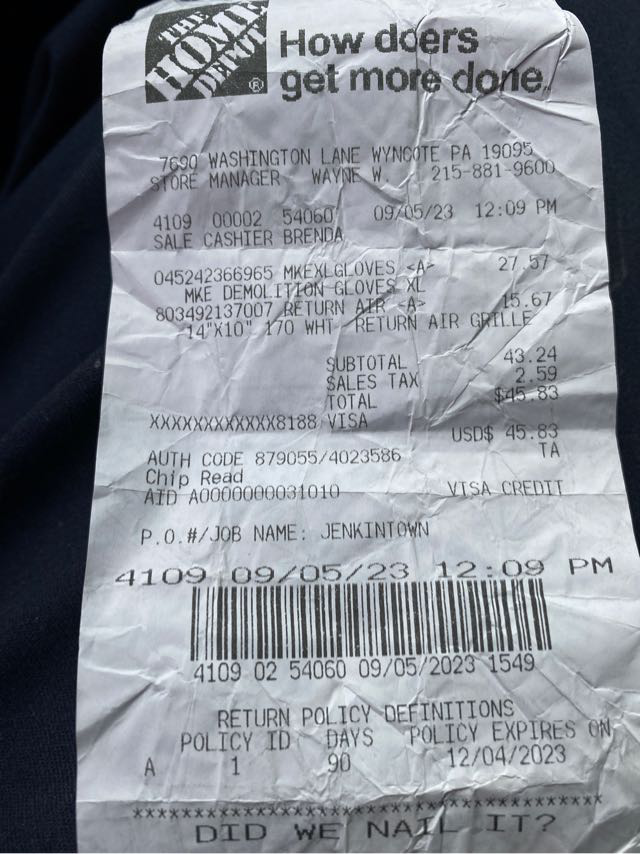 THE HOME DEPOT ®
How doers
get more done.
7690 WASHINGTON LANE WYNCOTE PA 19095
STORE MANAGER WAYNE W. 215-881-9600
4109 00002 54060 09/05/23 12:09 PM
SALE CASHIER BRENDA
045242366965 MKEXLGLOVES <A> 27.57
MKE DEMOLITION GLOVES XL
803492137007 RETURN AIR <A> 15.67
14"X10" 170 WHT RETURN AIR GRILLE
SUBTOTAL 43.24
SALES TAX 2.59
TOTAL $45.83
XXXXXXXXXXXX8188 VISA
USD$ 45.83
AUTH CODE 879055/4023586 TA
Chip Read
AID A0000000031010 VISA CREDIT
P.O.#/JOB NAME: JENKINTOWN
4109 09/05/23 12:09 PM
4109 02 54060 09/05/2023 1549
RETURN POLICY DEFINITIONS
POLICY ID DAYS POLICY EXPIRES ON
A 1 90 12/04/2023
***********************************
DID WE NAIL IT?